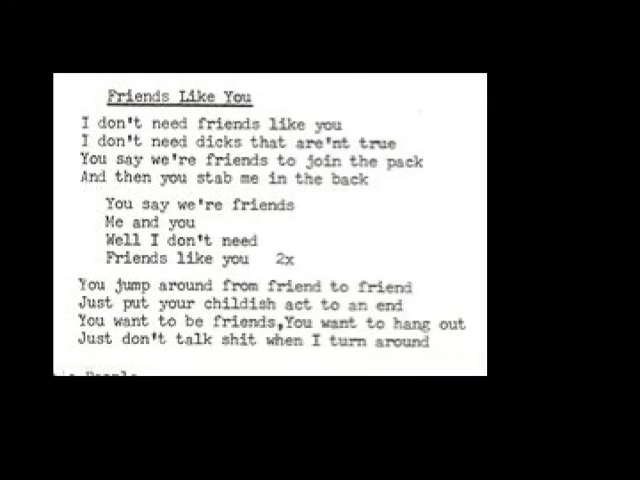 Friends Like You
I don't need friends like you
I don't need dicks that are'nt true
You say we're friends to join the pack
And then you stab me in the back
You say we're friends
Me and you
Well I don't need
Friends like you 2x
You jump around from friend to friend
Just put your childish act to an end
You want to be friends,You want to hang out
Just don't talk shit when I turn around